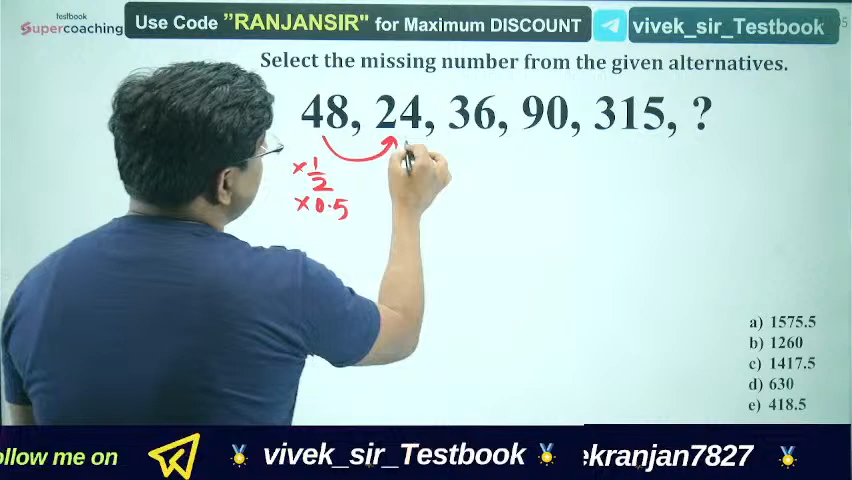 testbook
Supercoaching
Use Code ”RANJANSIR” for Maximum DISCOUNT
vivek_sir_Testbook
Select the missing number from the given alternatives.
48, 24, 36, 90, 315, ?
×1/2
×0.5
a) 1575.5
b) 1260
c) 1417.5
d) 630
e) 418.5
ollow me on
vivek_sir_Testbook
ekranjan7827